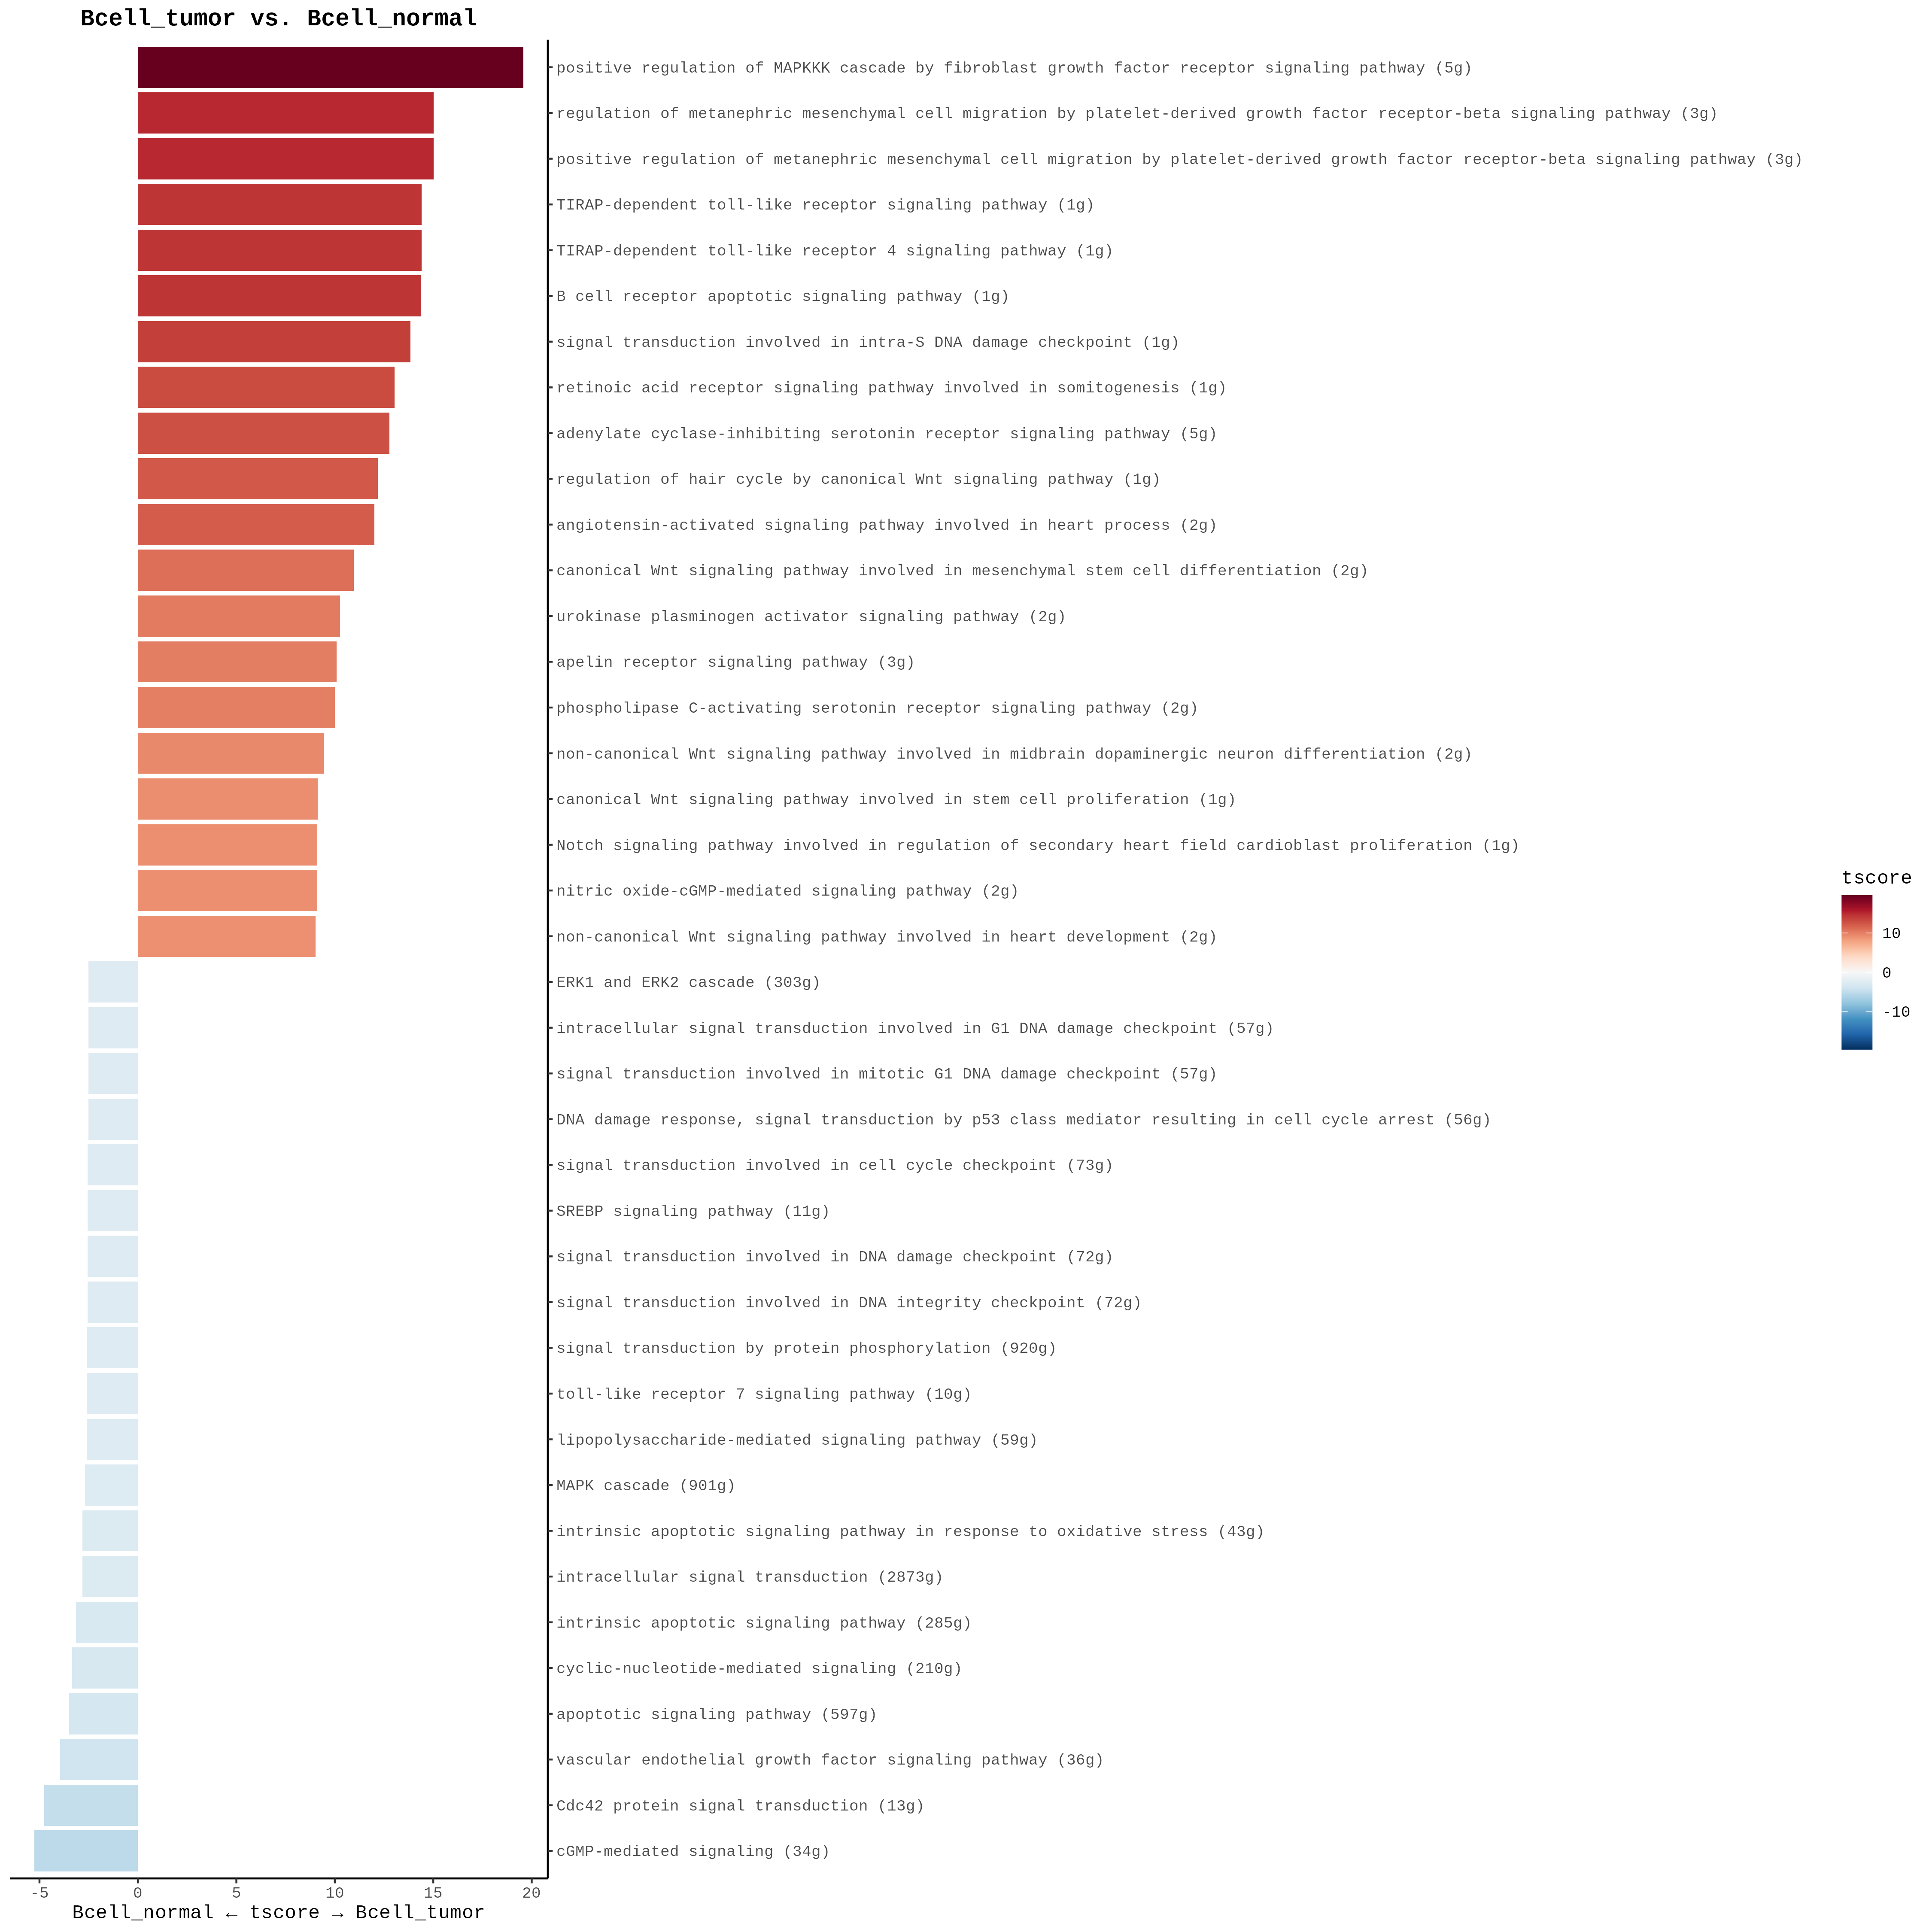 Bcell_tumor vs. Bcell_normal
positive regulation of MAPKKK cascade by fibroblast growth factor receptor signaling pathway (5g)
regulation of metanephric mesenchymal cell migration by platelet-derived growth factor receptor-beta signaling pathway (3g)
positive regulation of metanephric mesenchymal cell migration by platelet-derived growth factor receptor-beta signaling pathway (3g)
TIRAP-dependent toll-like receptor signaling pathway (1g)
TIRAP-dependent toll-like receptor 4 signaling pathway (1g)
B cell receptor apoptotic signaling pathway (1g)
signal transduction involved in intra-S DNA damage checkpoint (1g)
retinoic acid receptor signaling pathway involved in somitogenesis (1g)
adenylate cyclase-inhibiting serotonin receptor signaling pathway (5g)
regulation of hair cycle by canonical Wnt signaling pathway (1g)
angiotensin-activated signaling pathway involved in heart process (2g)
canonical Wnt signaling pathway involved in mesenchymal stem cell differentiation (2g)
urokinase plasminogen activator signaling pathway (2g)
apelin receptor signaling pathway (3g)
phospholipase C-activating serotonin receptor signaling pathway (2g)
non-canonical Wnt signaling pathway involved in midbrain dopaminergic neuron differentiation (2g)
canonical Wnt signaling pathway involved in stem cell proliferation (1g)
Notch signaling pathway involved in regulation of secondary heart field cardioblast proliferation (1g)
nitric oxide-cGMP-mediated signaling pathway (2g)
non-canonical Wnt signaling pathway involved in heart development (2g)
ERK1 and ERK2 cascade (303g)
intracellular signal transduction involved in G1 DNA damage checkpoint (57g)
signal transduction involved in mitotic G1 DNA damage checkpoint (57g)
DNA damage response, signal transduction by p53 class mediator resulting in cell cycle arrest (56g)
signal transduction involved in cell cycle checkpoint (73g)
SREBP signaling pathway (11g)
signal transduction involved in DNA damage checkpoint (72g)
signal transduction involved in DNA integrity checkpoint (72g)
signal transduction by protein phosphorylation (920g)
toll-like receptor 7 signaling pathway (10g)
lipopolysaccharide-mediated signaling pathway (59g)
MAPK cascade (901g)
intrinsic apoptotic signaling pathway in response to oxidative stress (43g)
intracellular signal transduction (2873g)
intrinsic apoptotic signaling pathway (285g)
cyclic-nucleotide-mediated signaling (210g)
apoptotic signaling pathway (597g)
vascular endothelial growth factor signaling pathway (36g)
Cdc42 protein signal transduction (13g)
cGMP-mediated signaling (34g)
-5 0 5 10 15 20
Bcell_normal ← tscore → Bcell_tumor
tscore
10
0
-10